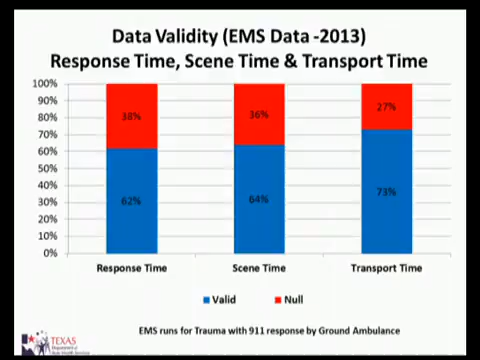 Data Validity (EMS Data -2013)
Response Time, Scene Time & Transport Time
100%
90%
80%
70%
60%
50%
40%
30%
20%
10%
0%
38%
36%
27%
62%
64%
73%
Response Time
Scene Time
Transport Time
Valid
Null
EMS runs for Trauma with 911 response by Ground Ambulance
TEXAS